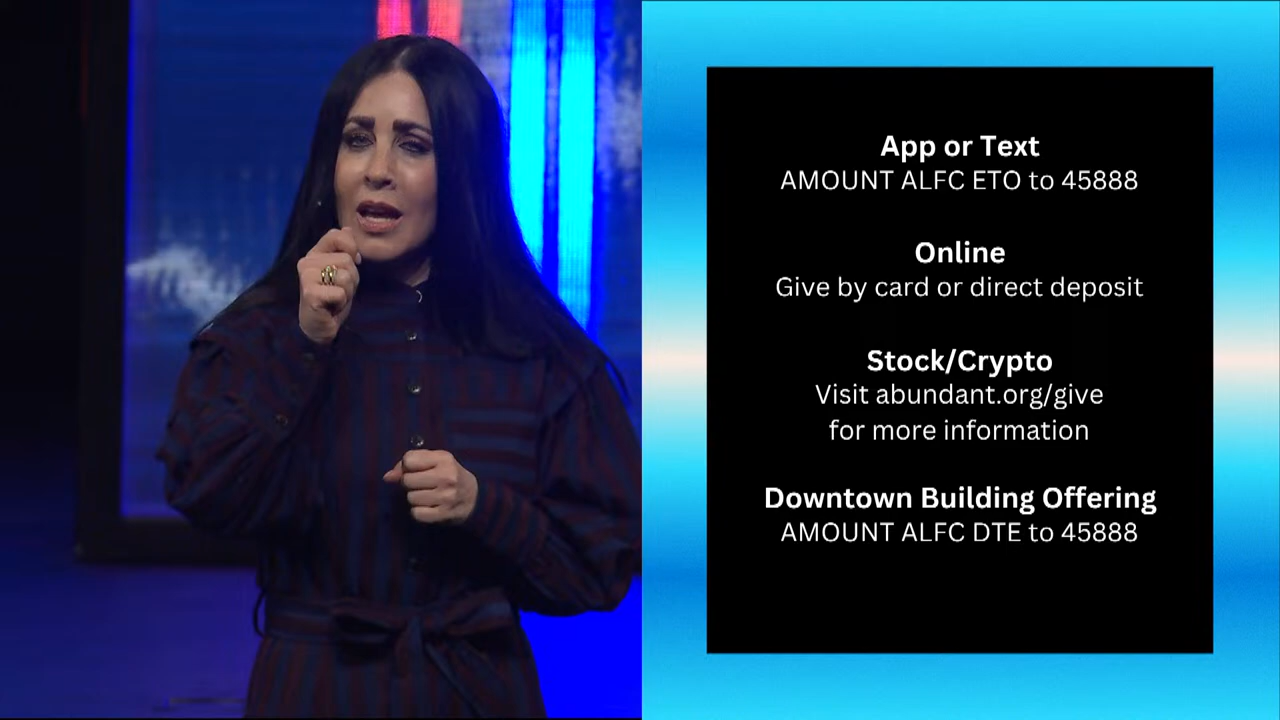 App or Text
AMOUNT ALFC ETO to 45888
Online
Give by card or direct deposit
Stock/Crypto
Visit abundant.org/give
for more information
Downtown Building Offering
AMOUNT ALFC DTE to 45888